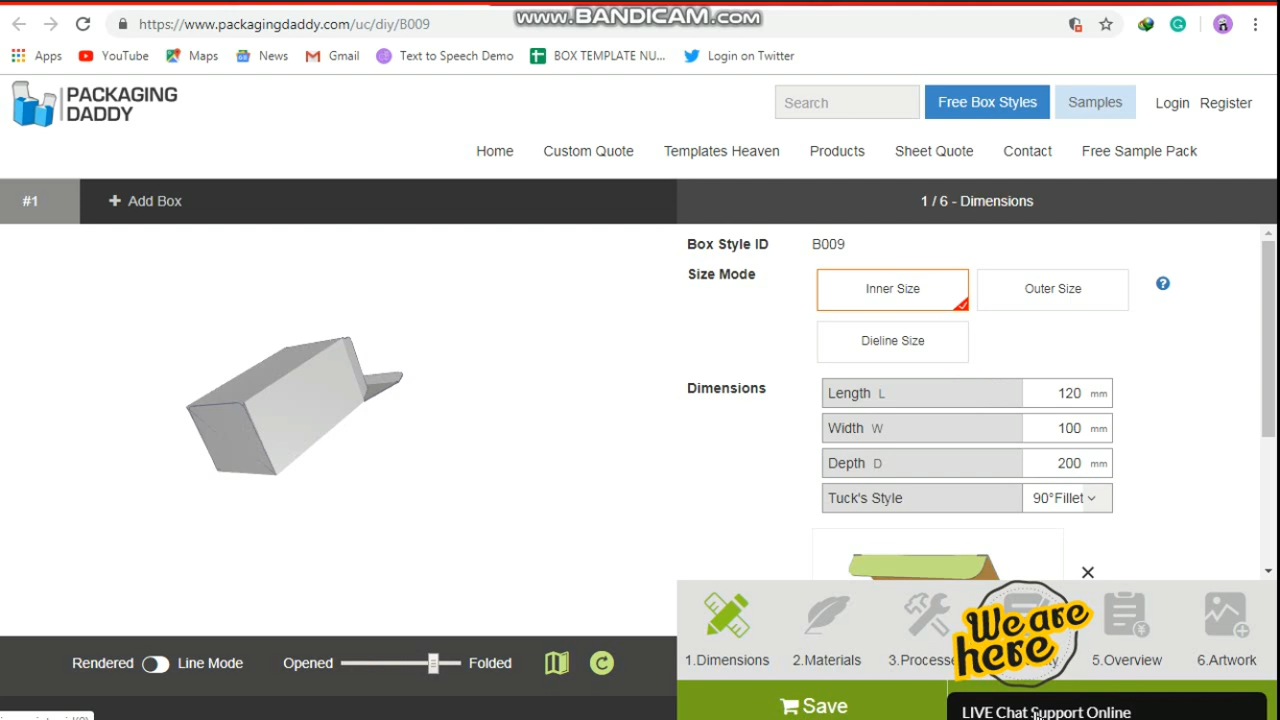 www.BANDICAM.com
https://www.packagingdaddy.com/uc/diy/B009
Apps YouTube Maps News Gmail Text to Speech Demo BOX TEMPLATE NU... Login on Twitter
PACKAGING
DADDY
Search Free Box Styles Samples Login Register
Home Custom Quote Templates Heaven Products Sheet Quote Contact Free Sample Pack
#1 + Add Box 1 / 6 - Dimensions
Box Style ID B009
Size Mode Inner Size Outer Size
Dieline Size
Dimensions Length L 120 mm
Width W 100 mm
Depth D 200 mm
Tuck's Style 90°Fillet
We are
here
Rendered Line Mode Opened Folded
1.Dimensions 2.Materials 3.Processe 5.Overview 6.Artwork
Save
LIVE Chat Support Online